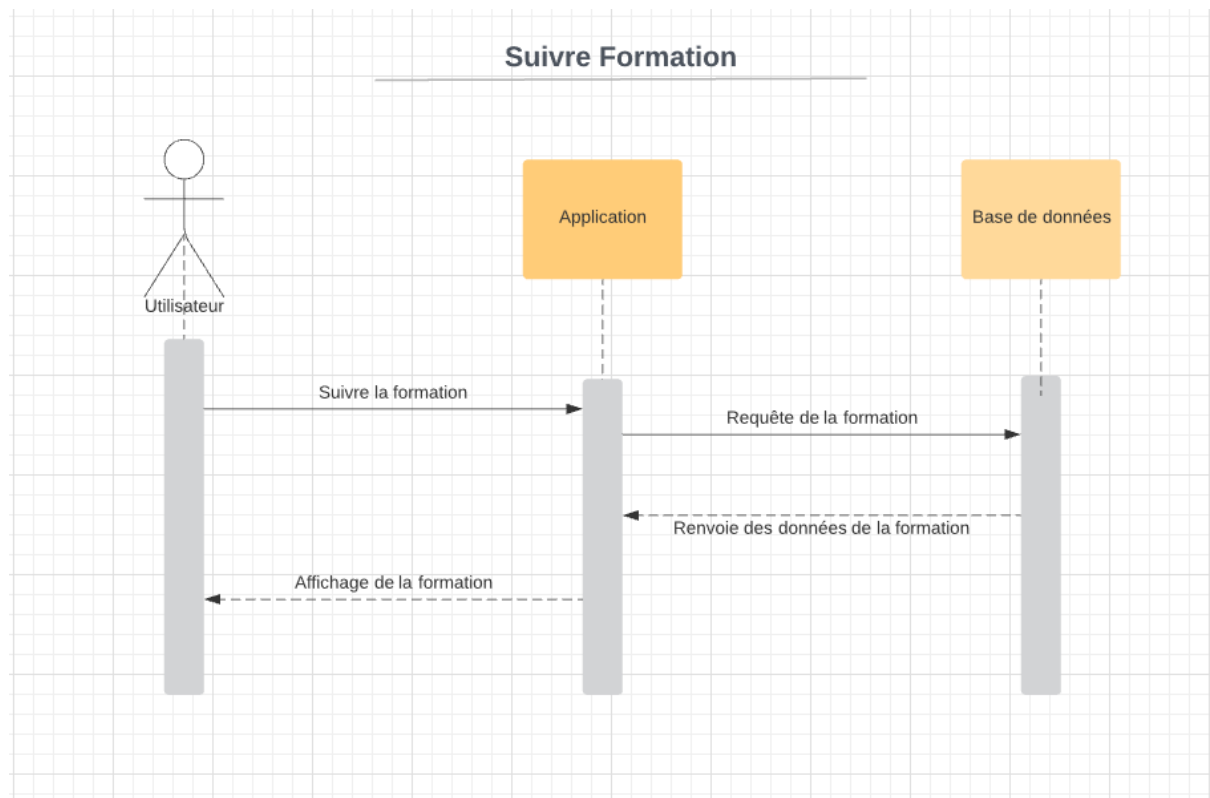 Suivre Formation
Utilisateur
Application
Base de données
Suivre la formation
Requête de la formation
Renvoie des données de la formation
Affichage de la formation